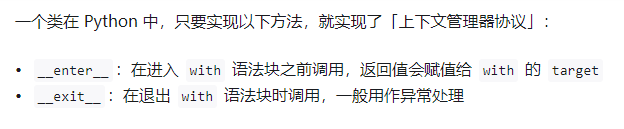 一个类在 Python 中，只要实现以下方法，就实现了「上下文管理器协议」：
• __enter__：在进入 with 语法块之前调用，返回值会赋值给 with 的 target
• __exit__：在退出 with 语法块时调用，一般用作异常处理